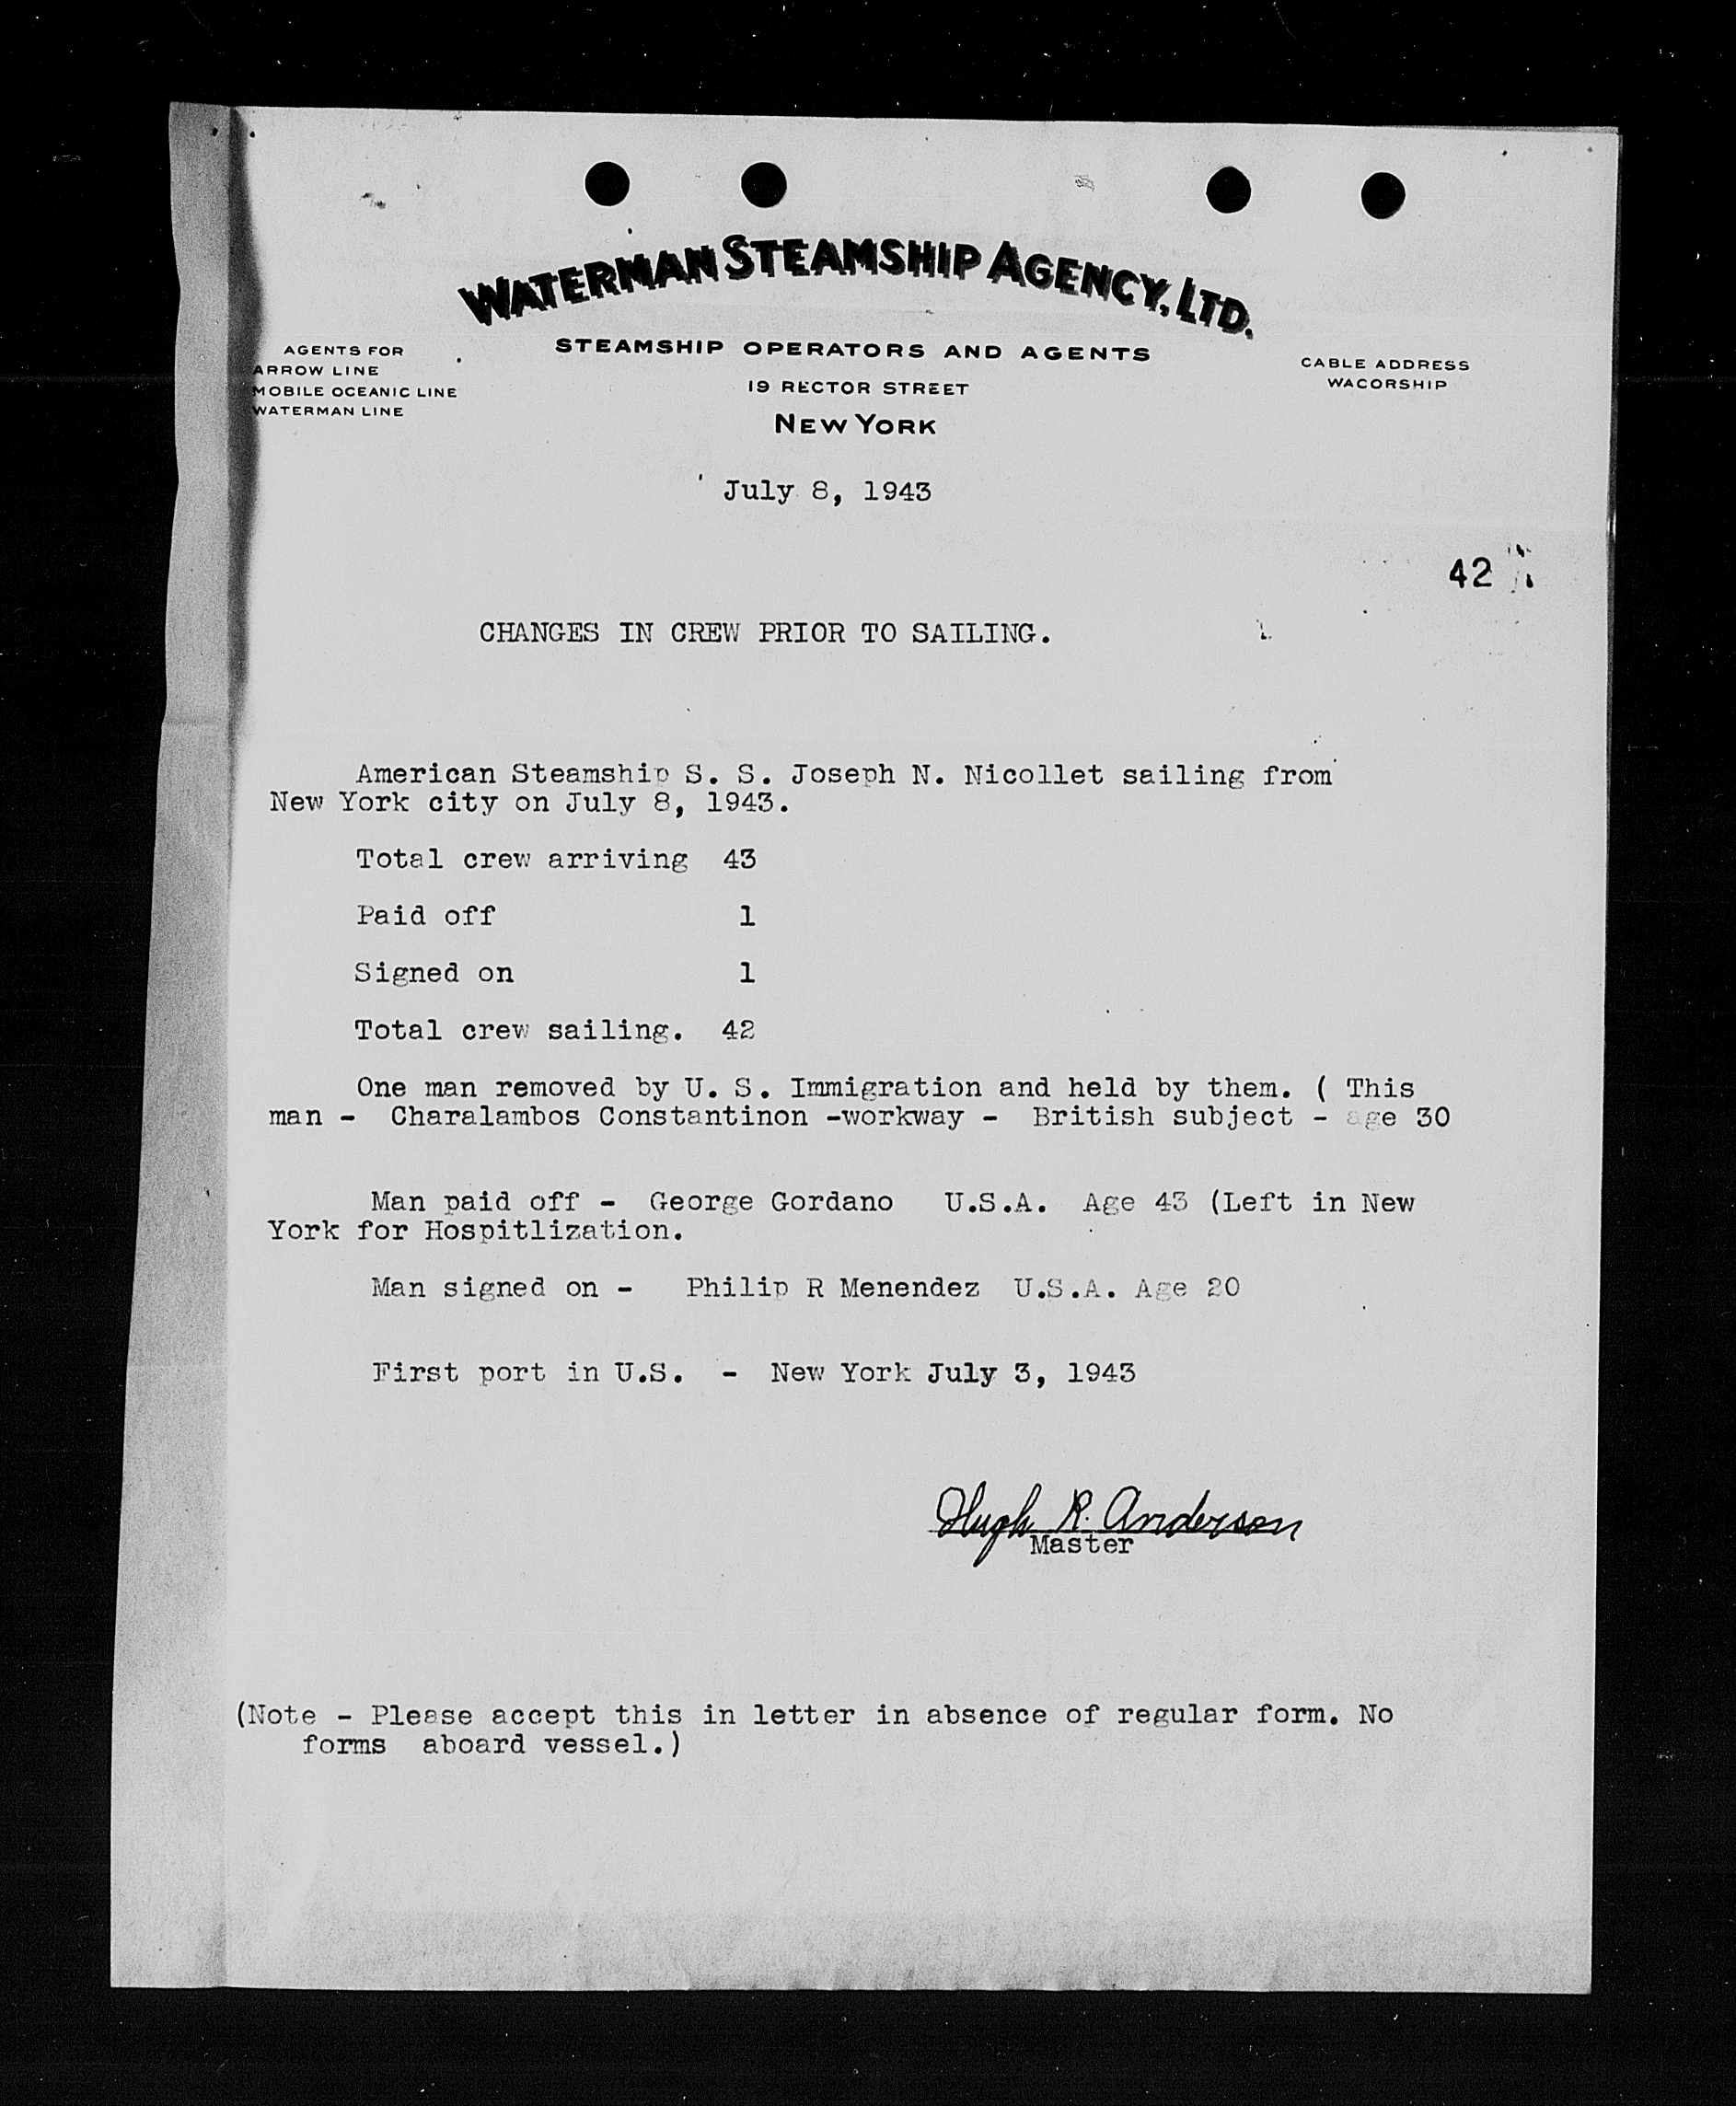 WATERMAN STEAMSHIP AGENCY, LTD.
STEAMSHIP OPERATORS AND AGENTS
19 RECTOR STREET
NEW YORK
AGENTS FOR
ARROW LINE
MOBILE OCEANIC LINE
WATERMAN LINE
CABLE ADDRESS
WACORSHIP
July 8, 1943
42
CHANGES IN CREW PRIOR TO SAILING.
American Steamship S. S. Joseph N. Nicollet sailing from
New York city on July 8, 1943.
Total crew arriving 43
Paid off 1
Signed on 1
Total crew sailing. 42
One man removed by U. S. Immigration and held by them. ( This
man - Charalambos Constantinon -workway - British subject - age 30
Man paid off - George Gordano U.S.A. Age 43 (Left in New
York for Hospitlization.
Man signed on - Philip R Menendez U.S.A. Age 20
First port in U.S. - New York July 3, 1943
Hugh R. Anderson
Master
(Note - Please accept this in letter in absence of regular form. No
forms aboard vessel.)